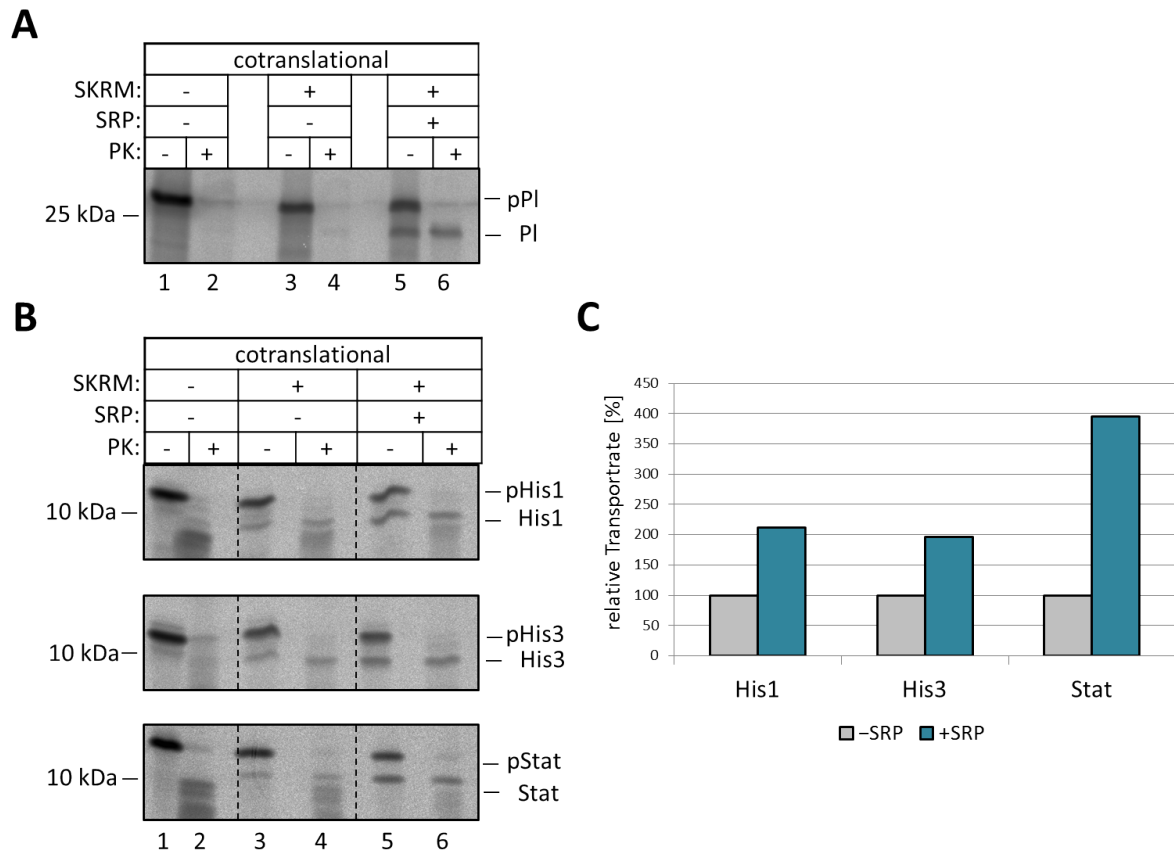 A
cotranslational
SKRM: - + +
SRP: - - +
PK: - + - + - +
25 kDa
pPl
Pl
1 2 3 4 5 6
B
cotranslational
SKRM: - + +
SRP: - - +
PK: - + - + - +
10 kDa
pHis1
His1
10 kDa
pHis3
His3
10 kDa
pStat
Stat
1 2 3 4 5 6
C
relative Transportrate [%]
450
400
350
300
250
200
150
100
50
0
His1 His3 Stat
–SRP +SRP